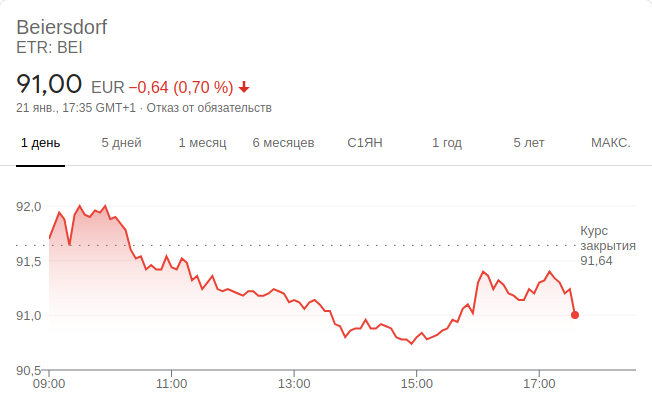 Beiersdorf
ETR: BEI
91,00 EUR −0,64 (0,70 %)
21 янв., 17:35 GMT+1 · Отказ от обязательств
1 день 5 дней 1 месяц 6 месяцев С1ЯН 1 год 5 лет МАКС.
92,0
91,5
91,0
90,5
Курс
закрытия
91,64
09:00 11:00 13:00 15:00 17:00